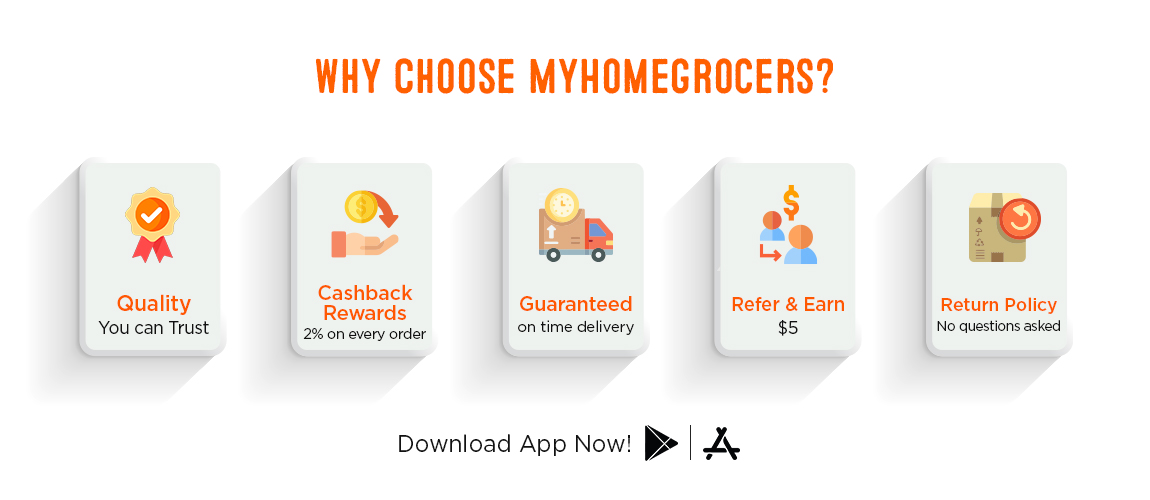 WHY CHOOSE MYHOMEGROCERS?
Quality
You can Trust
Cashback
Rewards
2% on every order
Guaranteed
on time delivery
Refer & Earn
$5
Return Policy
No questions asked
Download App Now!